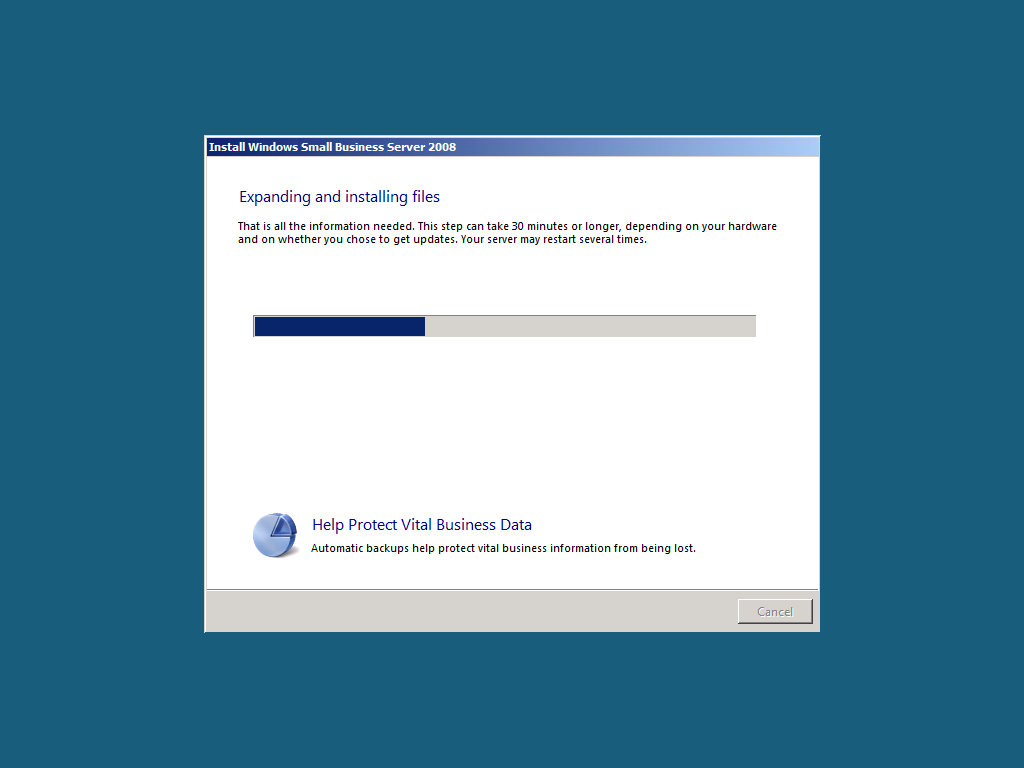 Install Windows Small Business Server 2008
Expanding and installing files
That is all the information needed. This step can take 30 minutes or longer, depending on your hardware
and on whether you chose to get updates. Your server may restart several times.
Help Protect Vital Business Data
Automatic backups help protect vital business information from being lost.
Cancel